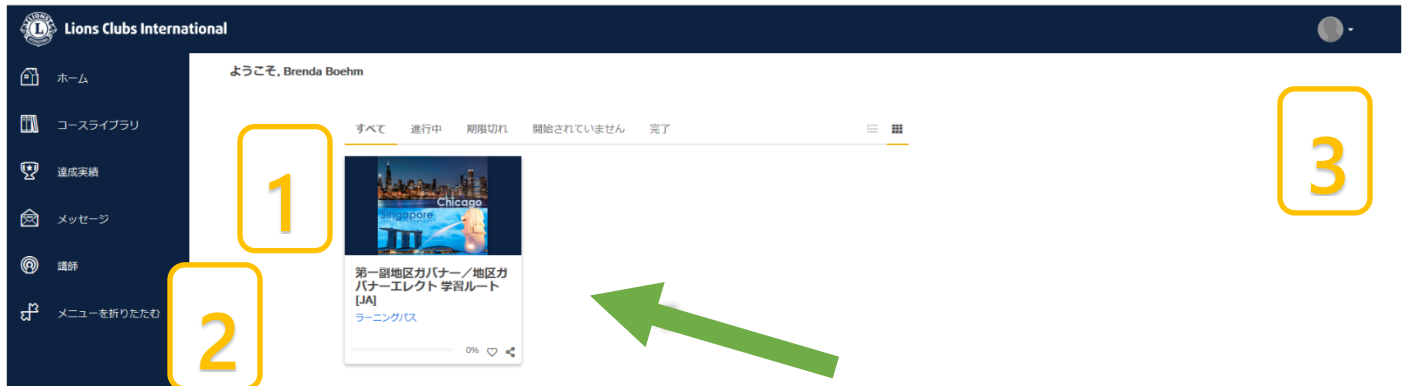 Lions Clubs International
ホーム
コースライブラリ
達成実績
メッセージ
講師
メニューを折りたたむ
ようこそ, Brenda Boehm
すべて 進行中 期限切れ 開始されていません 完了
1
2
3
Chicago
Singapore
第一副地区ガバナー／地区ガ
バナーエレクト 学習ルート
[JA]
ラーニングパス
0%